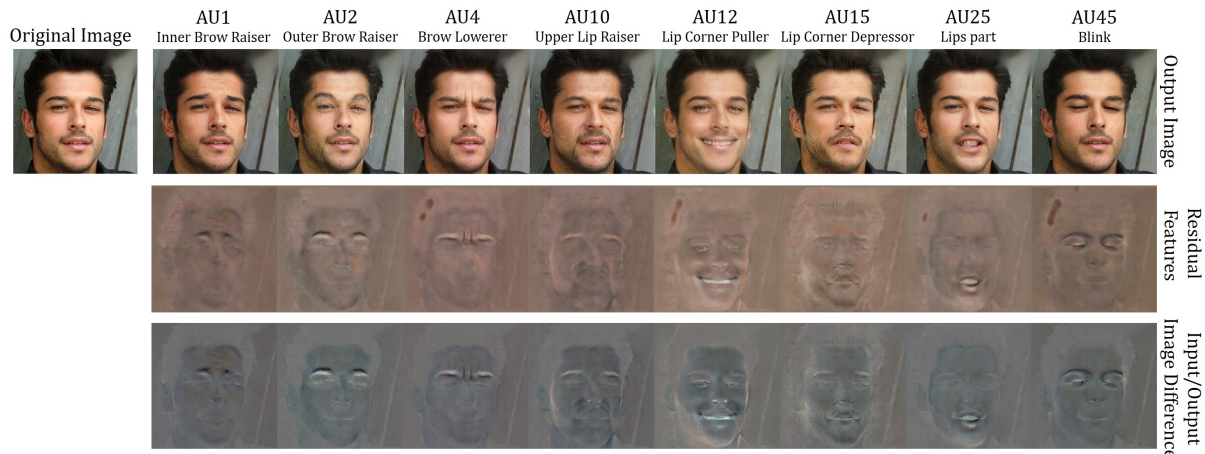 Original Image
AU1
Inner Brow Raiser
AU2
Outer Brow Raiser
AU4
Brow Lowerer
AU10
Upper Lip Raiser
AU12
Lip Corner Puller
AU15
Lip Corner Depressor
AU25
Lips part
AU45
Blink
Output Image
Residual
Features
Input/Output
Image Difference